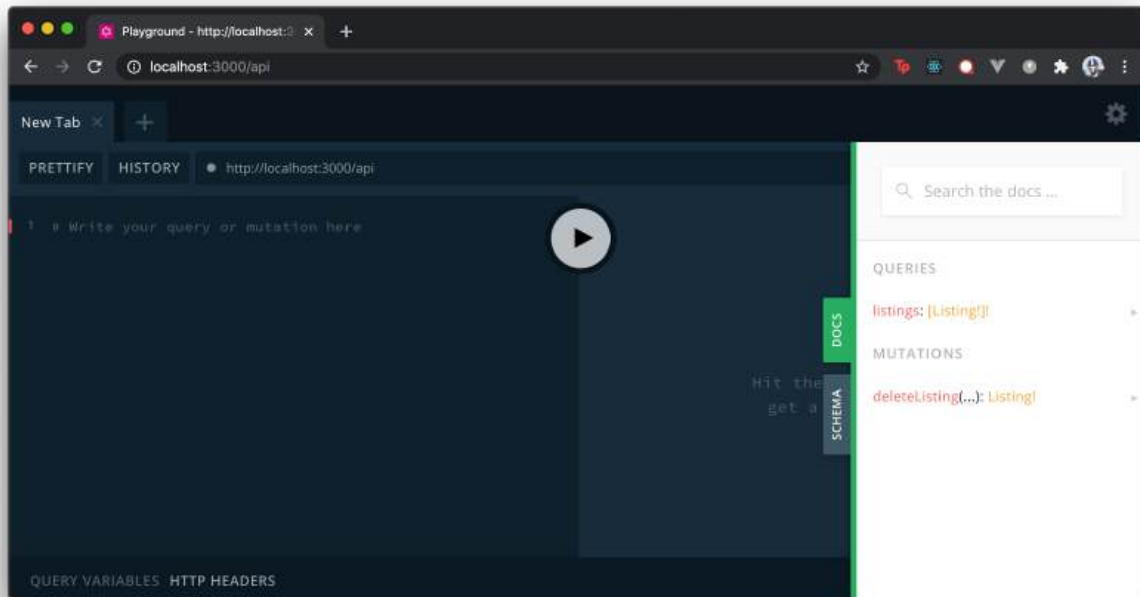 Playground - http://localhost:3
localhost:3000/api
New Tab
PRETTIFY HISTORY http://localhost:3000/api
Search the docs ...
1 # Write your query or mutation here
QUERIES
listings: [Listing!]!
DOCS
MUTATIONS
Hit the
get a
deleteListing(...): Listing!
SCHEMA
QUERY VARIABLES HTTP HEADERS